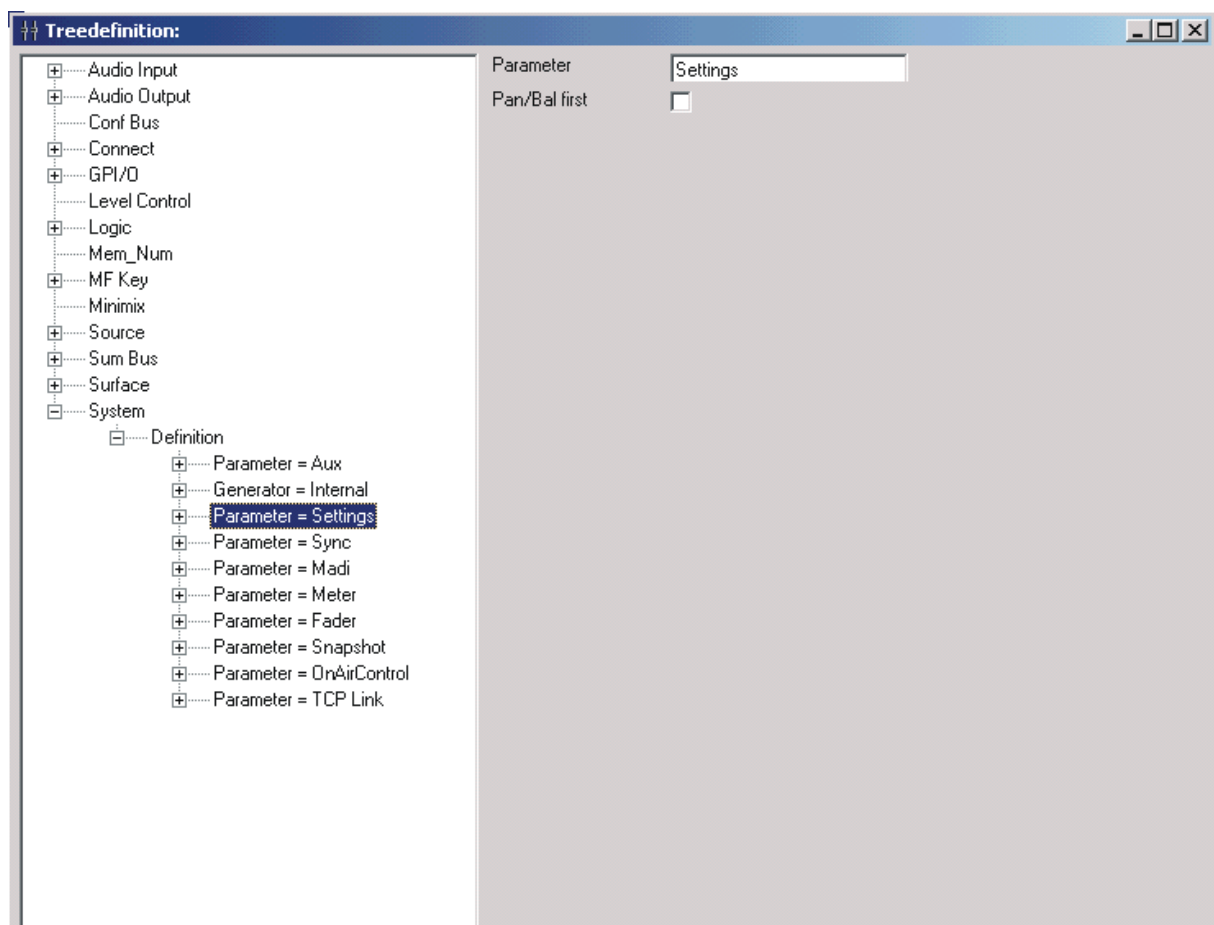 Treedefinition:
Audio Input
Audio Output
Conf Bus
Connect
GPI/O
Level Control
Logic
Mem_Num
MF Key
Minimix
Source
Sum Bus
Surface
System
Definition
Parameter = Aux
Generator = Internal
Parameter = Settings
Parameter = Sync
Parameter = Madi
Parameter = Meter
Parameter = Fader
Parameter = Snapshot
Parameter = OnAirControl
Parameter = TCP Link
Parameter Settings
Pan/Bal first